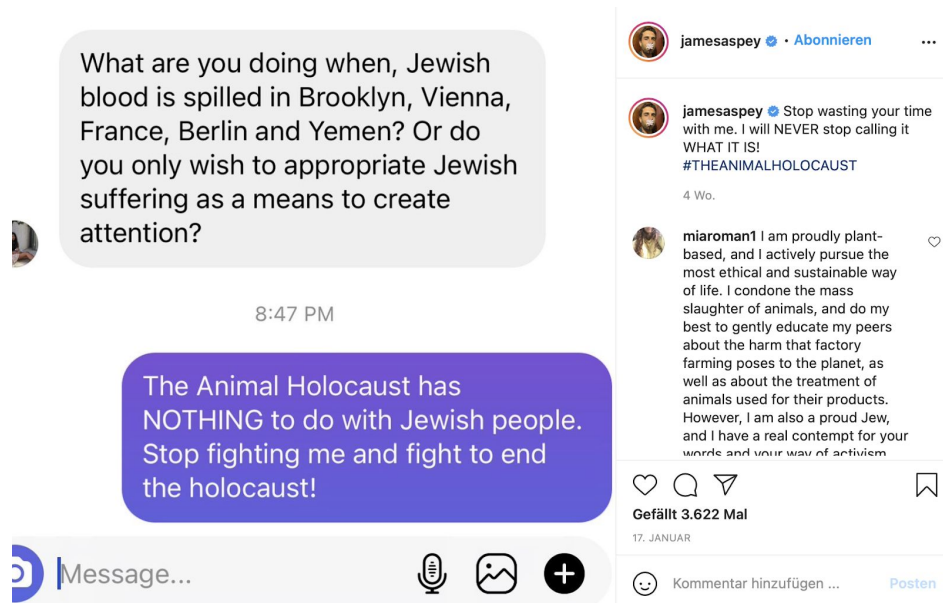 What are you doing when, Jewish
blood is spilled in Brooklyn, Vienna,
France, Berlin and Yemen? Or do
you only wish to appropriate Jewish
suffering as a means to create
attention?
8:47 PM
The Animal Holocaust has
NOTHING to do with Jewish people.
Stop fighting me and fight to end
the holocaust!
Message...
jamesaspey • Abonnieren
jamesaspey Stop wasting your time
with me. I will NEVER stop calling it
WHAT IT IS!
#THEANIMALHOLOCAUST
4 Wo.
miaroman1 I am proudly plant-
based, and I actively pursue the
most ethical and sustainable way
of life. I condone the mass
slaughter of animals, and do my
best to gently educate my peers
about the harm that factory
farming poses to the planet, as
well as about the treatment of
animals used for their products.
However, I am also a proud Jew,
and I have a real contempt for your
words and your way of activism
Gefällt 3.622 Mal
17. JANUAR
Kommentar hinzufügen ...
Posten